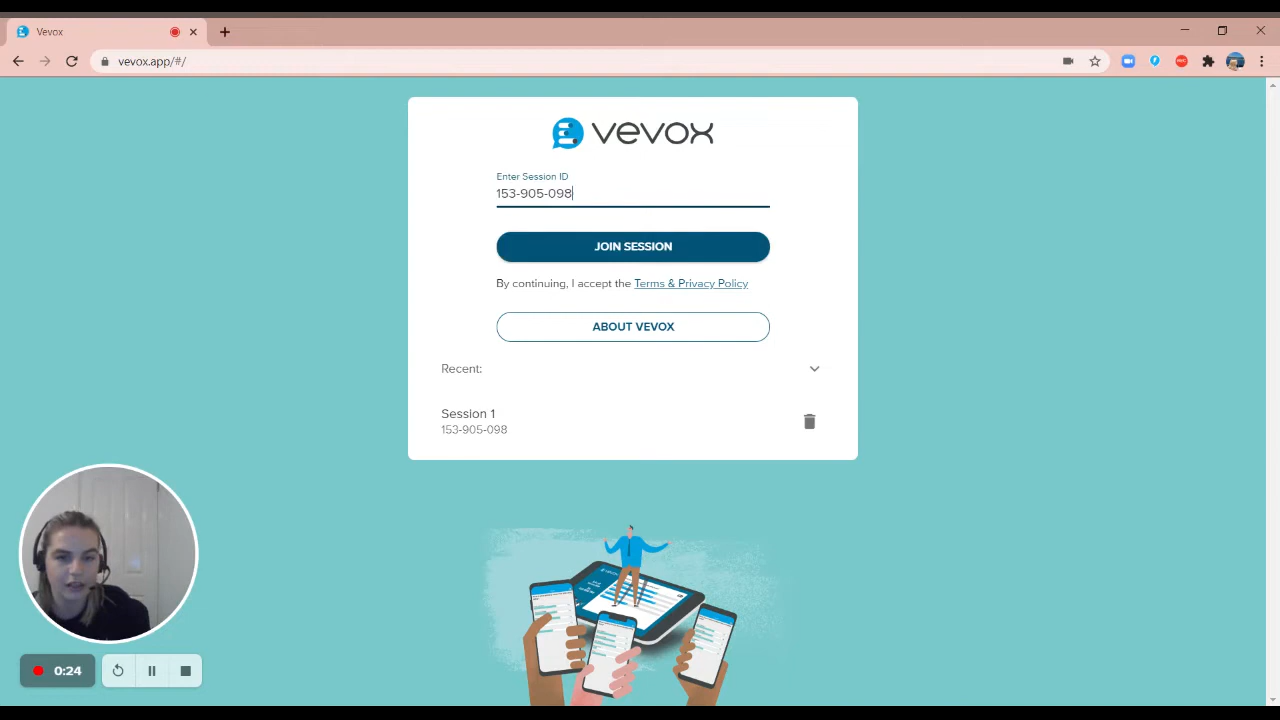 Vevox
vevox.app/#/
vevox
Enter Session ID
153-905-098
JOIN SESSION
By continuing, I accept the Terms & Privacy Policy
ABOUT VEVOX
Recent:
Session 1
153-905-098
0:24